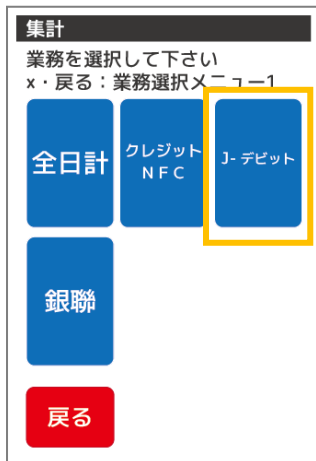 集計
業務を選択して下さい
x・戻る：業務選択メニュー1
全日計
クレジット
NFC
J-デビット
銀聯
戻る